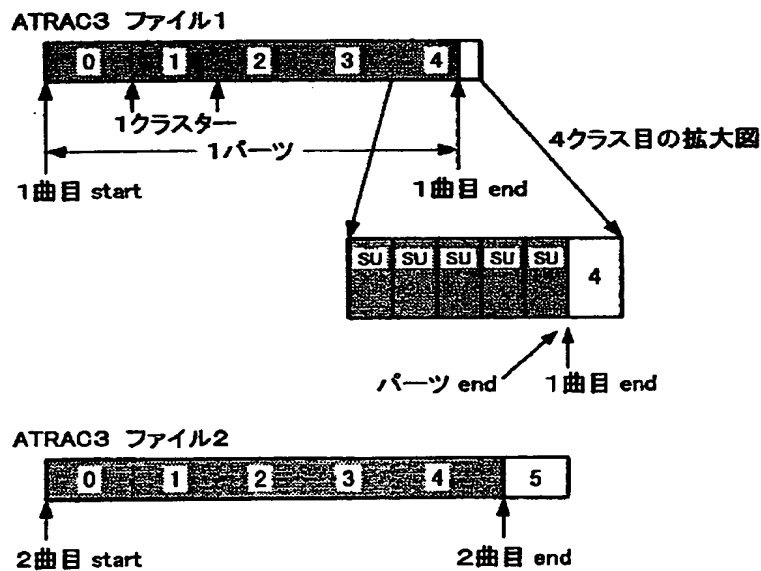 ATRAC3 ファイル1
0 1 2 3 4
1クラスター
1パーツ
4クラス目の拡大図
1曲目 start
1曲目 end
SU SU SU SU SU
4
パーツ end
1曲目 end
ATRAC3 ファイル2
0 1 2 3 4 5
2曲目 start
2曲目 end